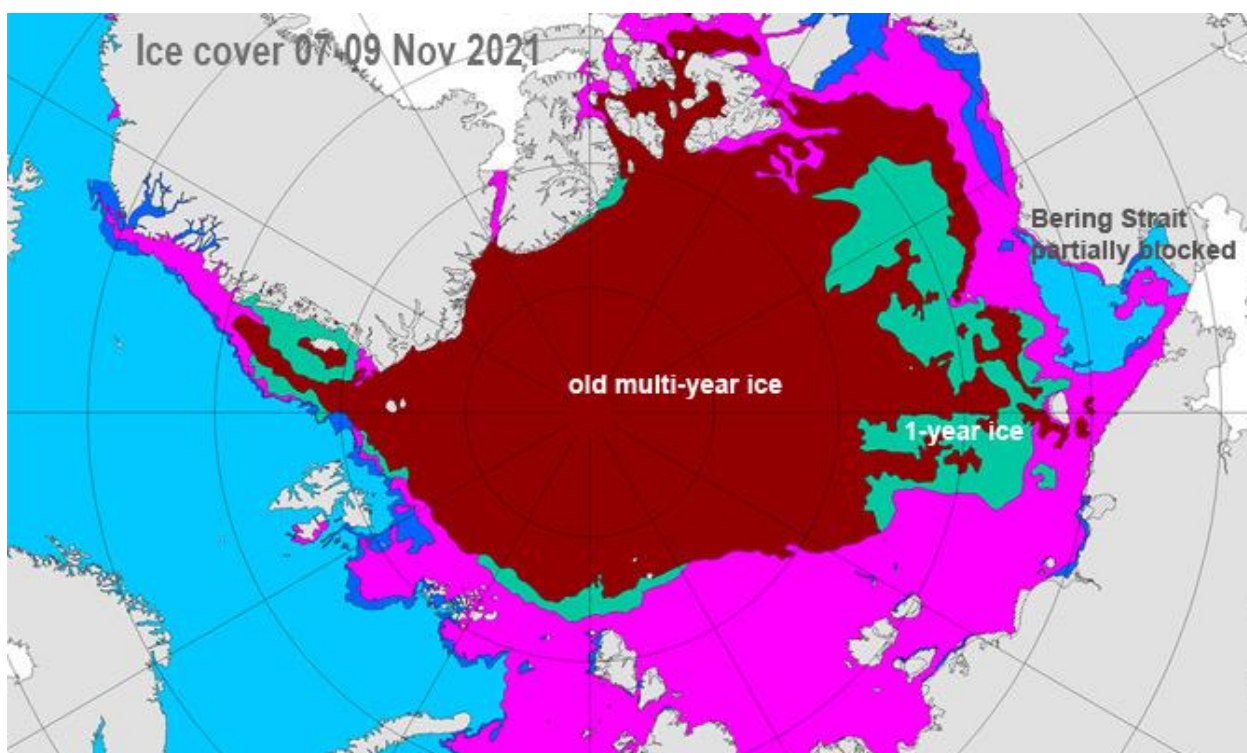 Ice cover 07-09 Nov 2021
Bering Strait
partially blocked
old multi-year ice
1-year ice